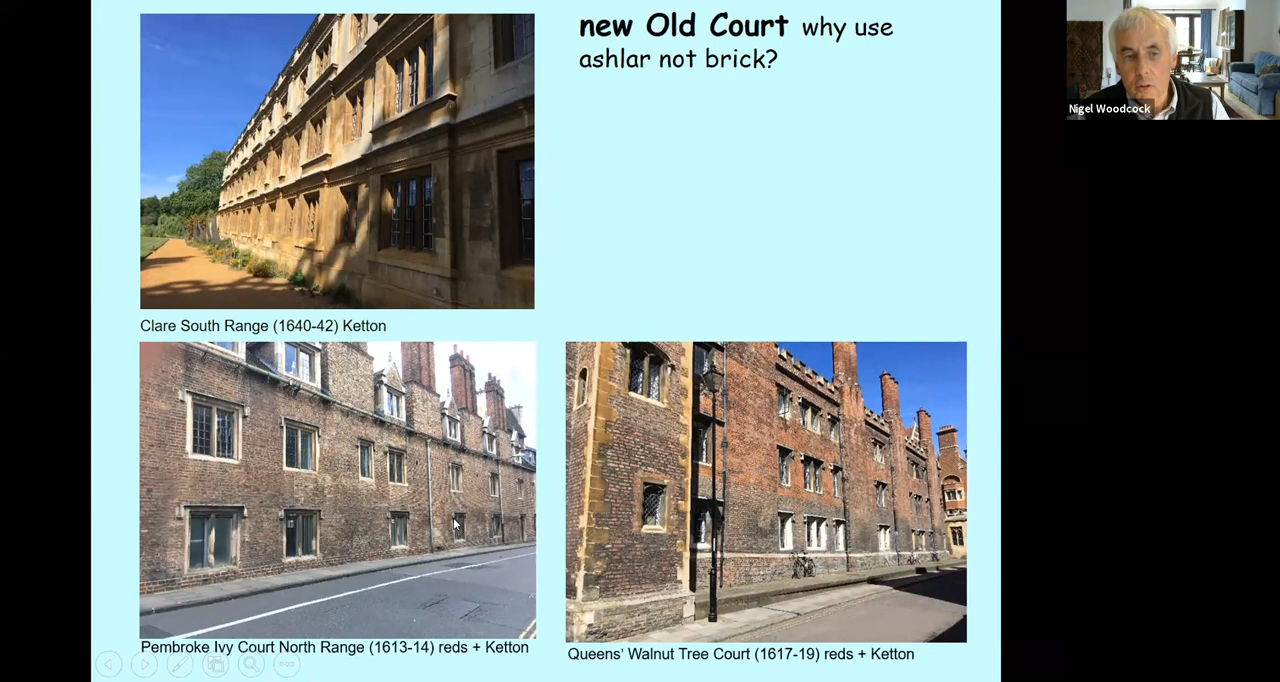 new Old Court why use
ashlar not brick?
Nigel Woodcock
Clare South Range (1640-42) Ketton
Pembroke Ivy Court North Range (1613-14) reds + Ketton
Queens' Walnut Tree Court (1617-19) reds + Ketton